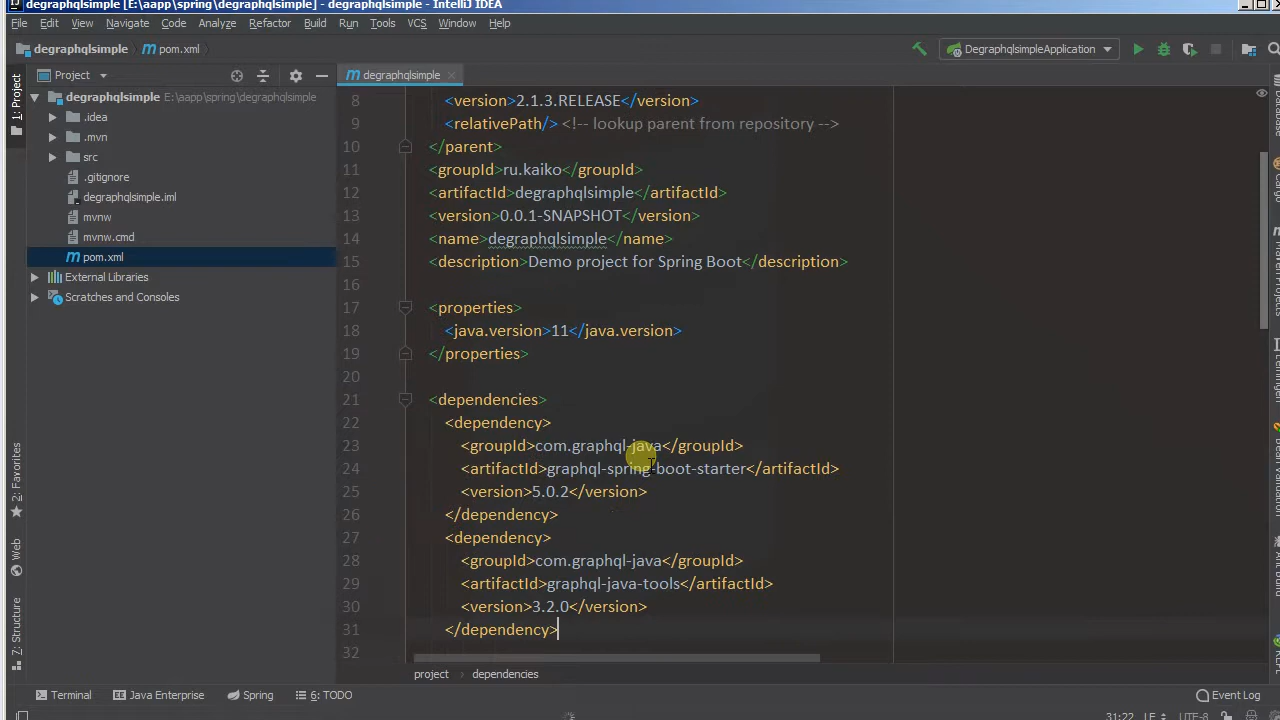 degraphqlsimple [E:\aapp\spring\degraphqlsimple] - degraphqlsimple - IntelliJ IDEA
File Edit View Navigate Code Analyze Refactor Build Run Tools VCS Window Help
degraphqlsimple pom.xml DegraphqlsimpleApplication
Project degraphqlsimple
1: Project
degraphqlsimple E:\aapp\spring\degraphqlsimple
.idea
.mvn
src
.gitignore
degraphqlsimple.iml
mvnw
mvnw.cmd
pom.xml
External Libraries
Scratches and Consoles
2: Favorites
Web
7: Structure
8 <version>2.1.3.RELEASE</version>
9 <relativePath/> <!-- lookup parent from repository -->
10 </parent>
11 <groupId>ru.kaiko</groupId>
12 <artifactId>degraphqlsimple</artifactId>
13 <version>0.0.1-SNAPSHOT</version>
14 <name>degraphqlsimple</name>
15 <description>Demo project for Spring Boot</description>
16
17 <properties>
18 <java.version>11</java.version>
19 </properties>
20
21 <dependencies>
22 <dependency>
23 <groupId>com.graphql-java</groupId>
24 <artifactId>graphql-spring-boot-starter</artifactId>
25 <version>5.0.2</version>
26 </dependency>
27 <dependency>
28 <groupId>com.graphql-java</groupId>
29 <artifactId>graphql-java-tools</artifactId>
30 <version>3.2.0</version>
31 </dependency>
32
project dependencies
Terminal Java Enterprise Spring 6: TODO Event Log
31:22 LF UTF-8